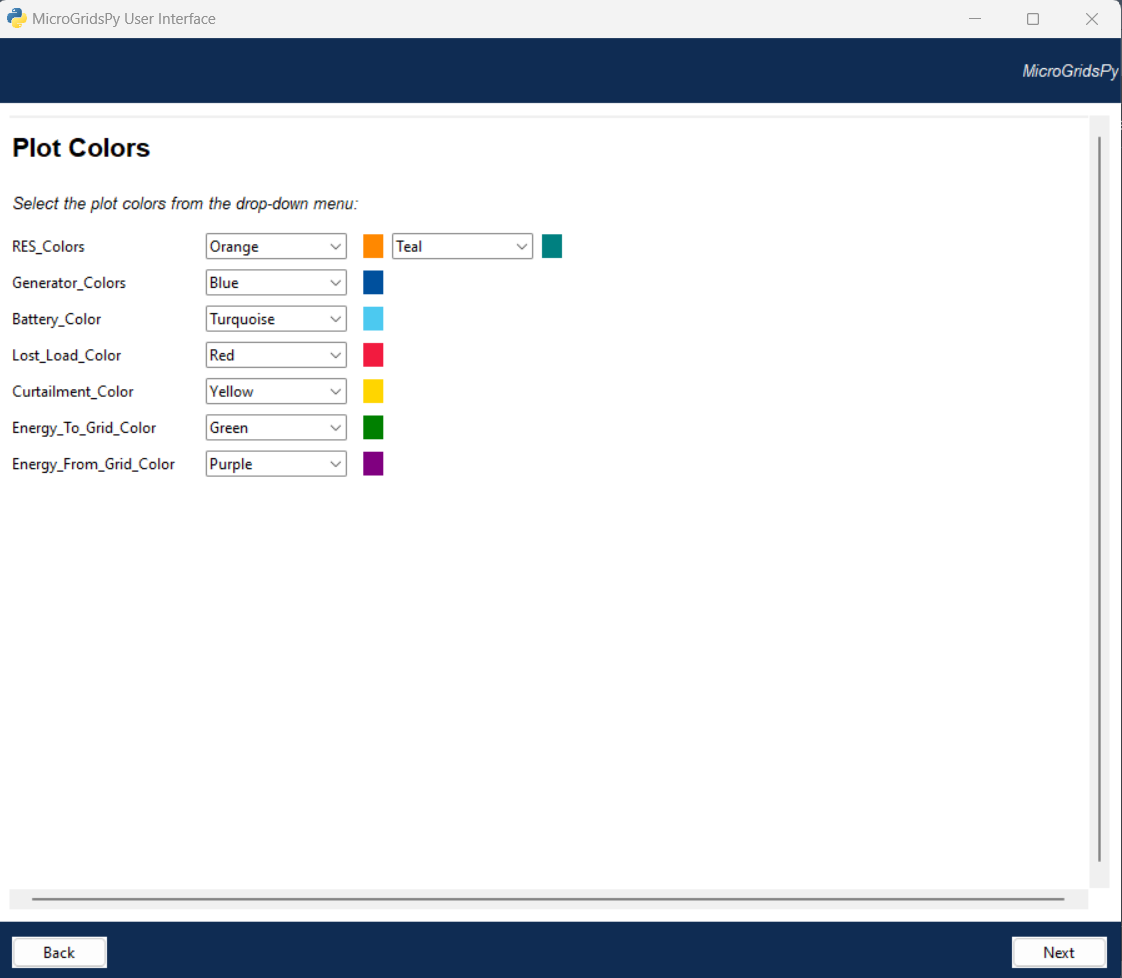 MicroGridsPy User Interface
MicroGridsPy
Plot Colors
Select the plot colors from the drop-down menu:
RES_Colors Orange Teal
Generator_Colors Blue
Battery_Color Turquoise
Lost_Load_Color Red
Curtailment_Color Yellow
Energy_To_Grid_Color Green
Energy_From_Grid_Color Purple
Back Next